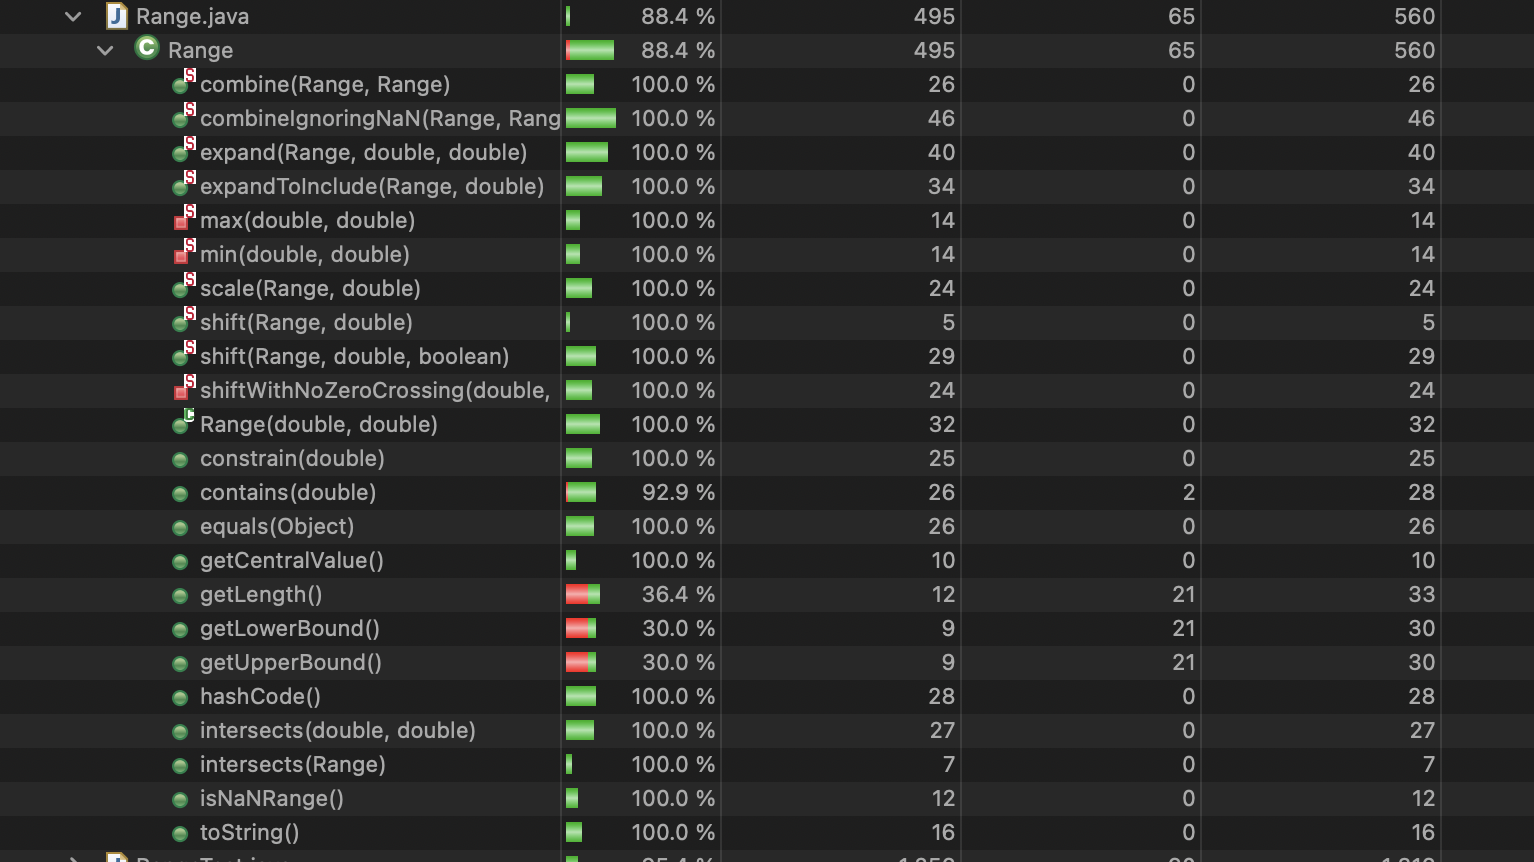 Range.java 88.4 % 495 65 560
Range 88.4 % 495 65 560
combine(Range, Range) 100.0 % 26 0 26
combineIgnoringNaN(Range, Rang 100.0 % 46 0 46
expand(Range, double, double) 100.0 % 40 0 40
expandToInclude(Range, double) 100.0 % 34 0 34
max(double, double) 100.0 % 14 0 14
min(double, double) 100.0 % 14 0 14
scale(Range, double) 100.0 % 24 0 24
shift(Range, double) 100.0 % 5 0 5
shift(Range, double, boolean) 100.0 % 29 0 29
shiftWithNoZeroCrossing(double, 100.0 % 24 0 24
Range(double, double) 100.0 % 32 0 32
constrain(double) 100.0 % 25 0 25
contains(double) 92.9 % 26 2 28
equals(Object) 100.0 % 26 0 26
getCentralValue() 100.0 % 10 0 10
getLength() 36.4 % 12 21 33
getLowerBound() 30.0 % 9 21 30
getUpperBound() 30.0 % 9 21 30
hashCode() 100.0 % 28 0 28
intersects(double, double) 100.0 % 27 0 27
intersects(Range) 100.0 % 7 0 7
isNaNRange() 100.0 % 12 0 12
toString() 100.0 % 16 0 16